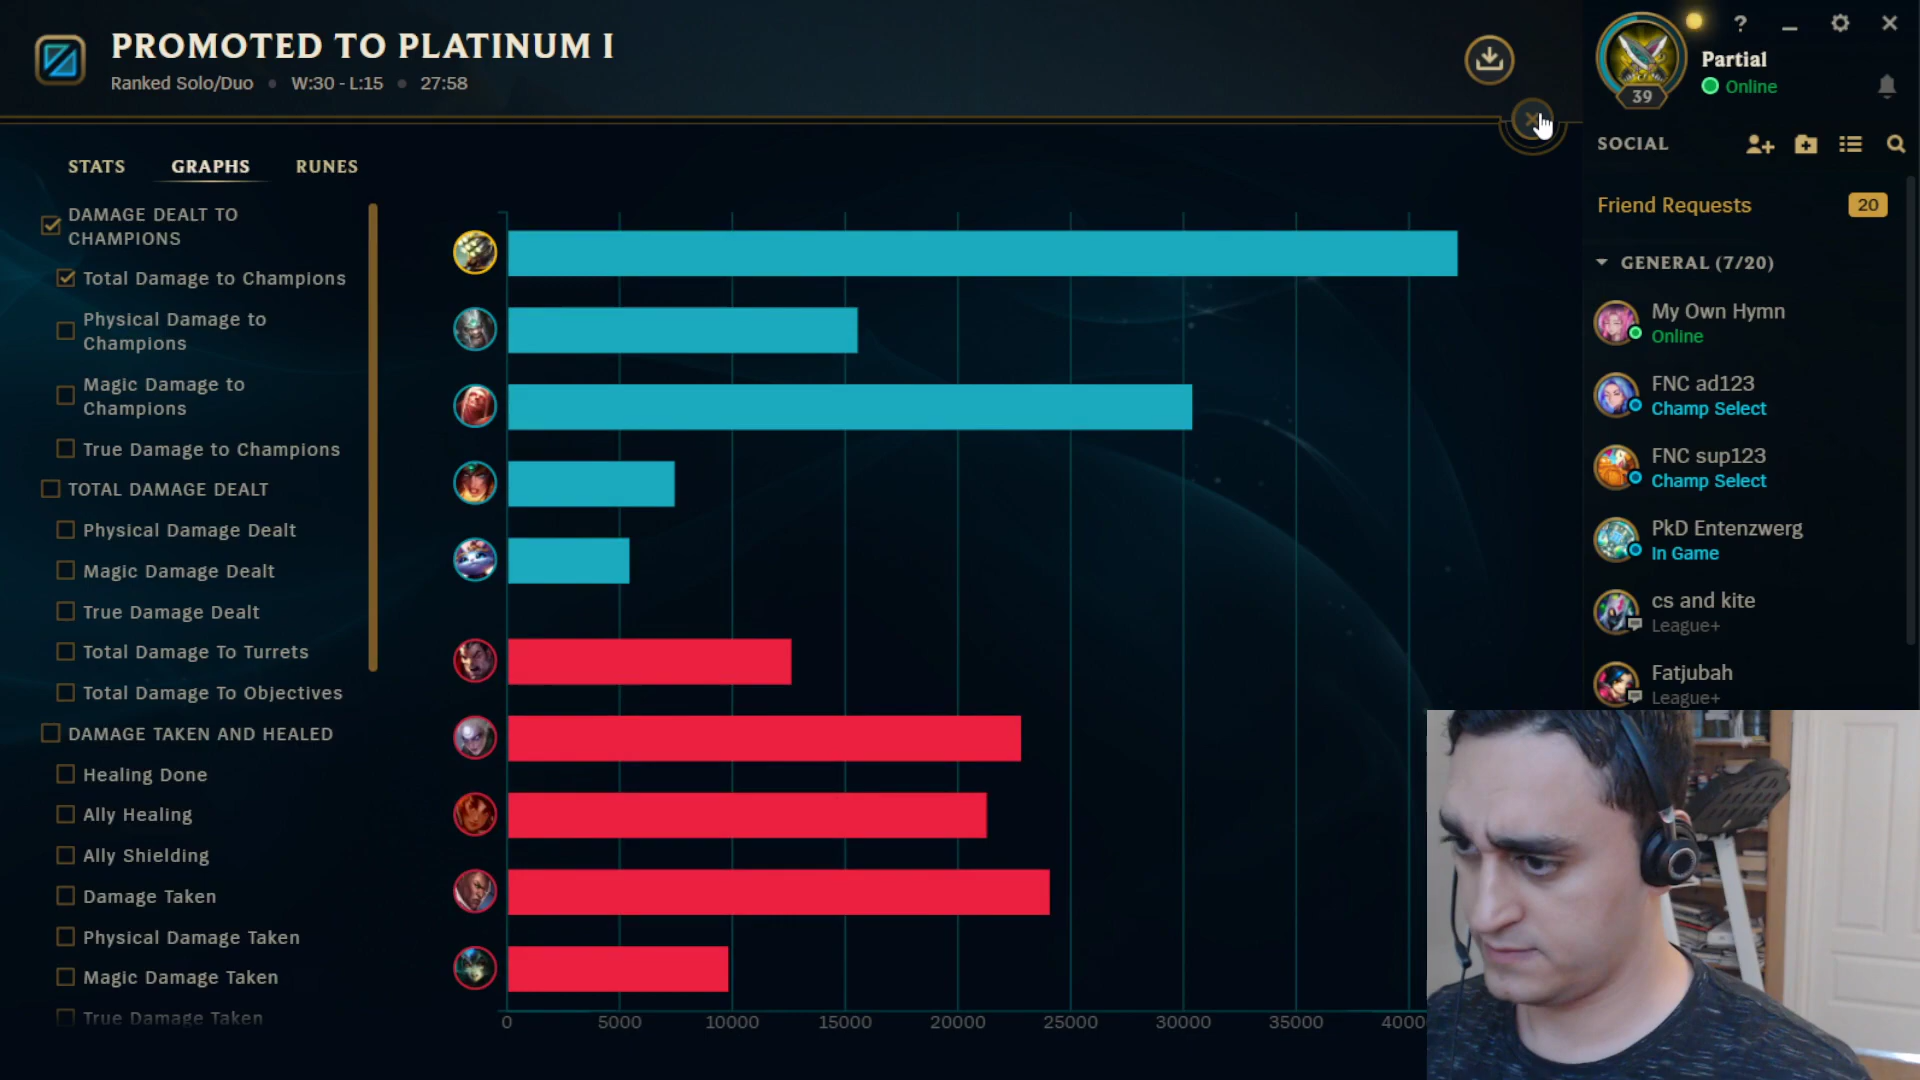 PROMOTED TO PLATINUM I
Ranked Solo/Duo • W:30 - L:15 • 27:58
39
Partial
Online
?
SOCIAL
STATS GRAPHS RUNES
DAMAGE DEALT TO
CHAMPIONS
Total Damage to Champions
Physical Damage to
Champions
Magic Damage to
Champions
True Damage to Champions
TOTAL DAMAGE DEALT
Physical Damage Dealt
Magic Damage Dealt
True Damage Dealt
Total Damage To Turrets
Total Damage To Objectives
DAMAGE TAKEN AND HEALED
Healing Done
Ally Healing
Ally Shielding
Damage Taken
Physical Damage Taken
Magic Damage Taken
True Damage Taken
0 5000 10000 15000 20000 25000 30000 35000 4000
Friend Requests 20
GENERAL (7/20)
My Own Hymn
Online
FNC ad123
Champ Select
FNC sup123
Champ Select
PkD Entenzwerg
In Game
cs and kite
League+
Fatjubah
League+